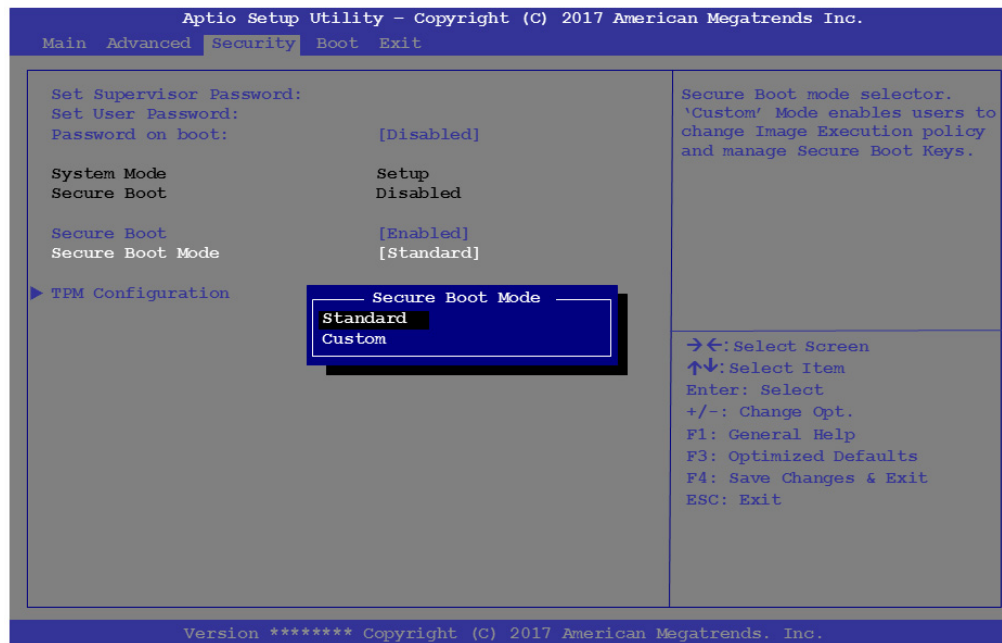 Aptio Setup Utility – Copyright (C) 2017 American Megatrends Inc.
Main Advanced Security Boot Exit
Set Supervisor Password:
Set User Password:
Password on boot: [Disabled]
System Mode Setup
Secure Boot Disabled
Secure Boot [Enabled]
Secure Boot Mode [Standard]
▶ TPM Configuration
Secure Boot Mode
Standard
Custom
Secure Boot mode selector.
‘Custom’ Mode enables users to
change Image Execution policy
and manage Secure Boot Keys.
→←: Select Screen
↑↓: Select Item
Enter: Select
+/-: Change Opt.
F1: General Help
F3: Optimized Defaults
F4: Save Changes & Exit
ESC: Exit
Version ******** Copyright (C) 2017 American Megatrends. Inc.